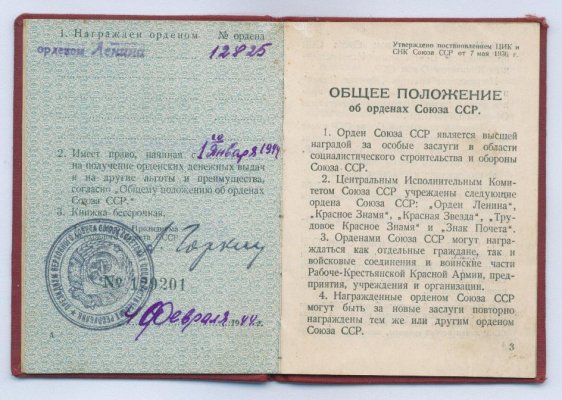 1. Награжден орденом № ордена
орденом Ленина 12825
2. Имеет право, начиная с 1го Января 1944
на получение орденских денежных выдач
и на другие льготы и преимущества,
согласно „Общему положению об орденах
Союза ССР."
3. Книжка бессрочная.
Горкин
№
4 Февраля 1944 г.
А
Утверждено постановлением ЦИК и
СНК Союза ССР от 7 мая 1936 г.
ОБЩЕЕ ПОЛОЖЕНИЕ
об орденах Союза ССР.
1. Орден Союза ССР является высшей
наградой за особые заслуги в области
социалистического строительства и обороны
Союза ССР.
2. Центральным Исполнительным Коми-
тетом Союза ССР учреждены следующие
ордена Союза ССР: „Орден Ленина",
„Красное Знамя", „Красная Звезда", „Тру-
довое Красное Знамя" и „Знак Почета".
3. Орденами Союза ССР могут награж-
даться как отдельные граждане, так и
войсковые соединения и воинские части
Рабоче-Крестьянской Красной Армии, пред-
приятия, учреждения и организации.
4. Награжденные орденом Союза ССР
могут быть за новые заслуги повторно
награждены тем же или другим орденом
Союза ССР.
3